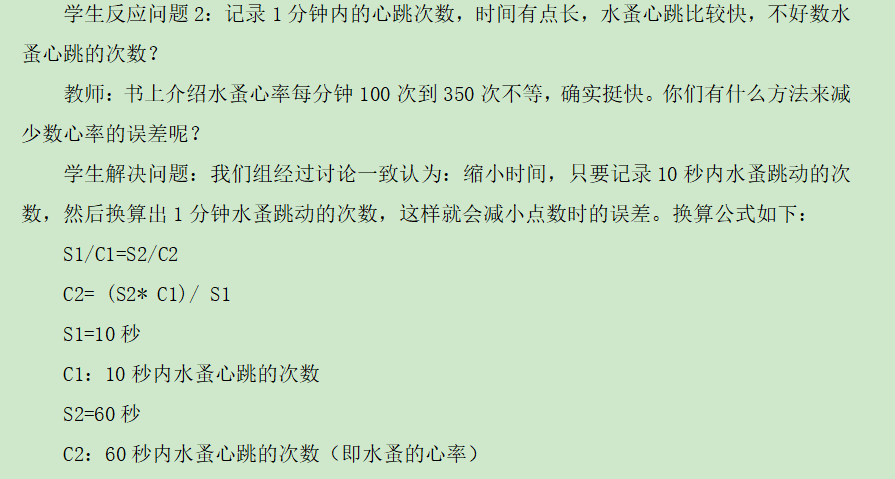 学生反应问题 2：记录 1 分钟内的心跳次数，时间有点长，水蚤心跳比较快，不好数水
蚤心跳的次数？
教师：书上介绍水蚤心率每分钟 100 次到 350 次不等，确实挺快。你们有什么方法来减
少数心率的误差呢？
学生解决问题：我们组经过讨论一致认为：缩小时间，只要记录 10 秒内水蚤跳动的次
数，然后换算出 1 分钟水蚤跳动的次数，这样就会减小点数时的误差。换算公式如下：
S1/C1=S2/C2
C2= (S2* C1)/ S1
S1=10 秒
C1：10 秒内水蚤心跳的次数
S2=60 秒
C2：60 秒内水蚤心跳的次数（即水蚤的心率）